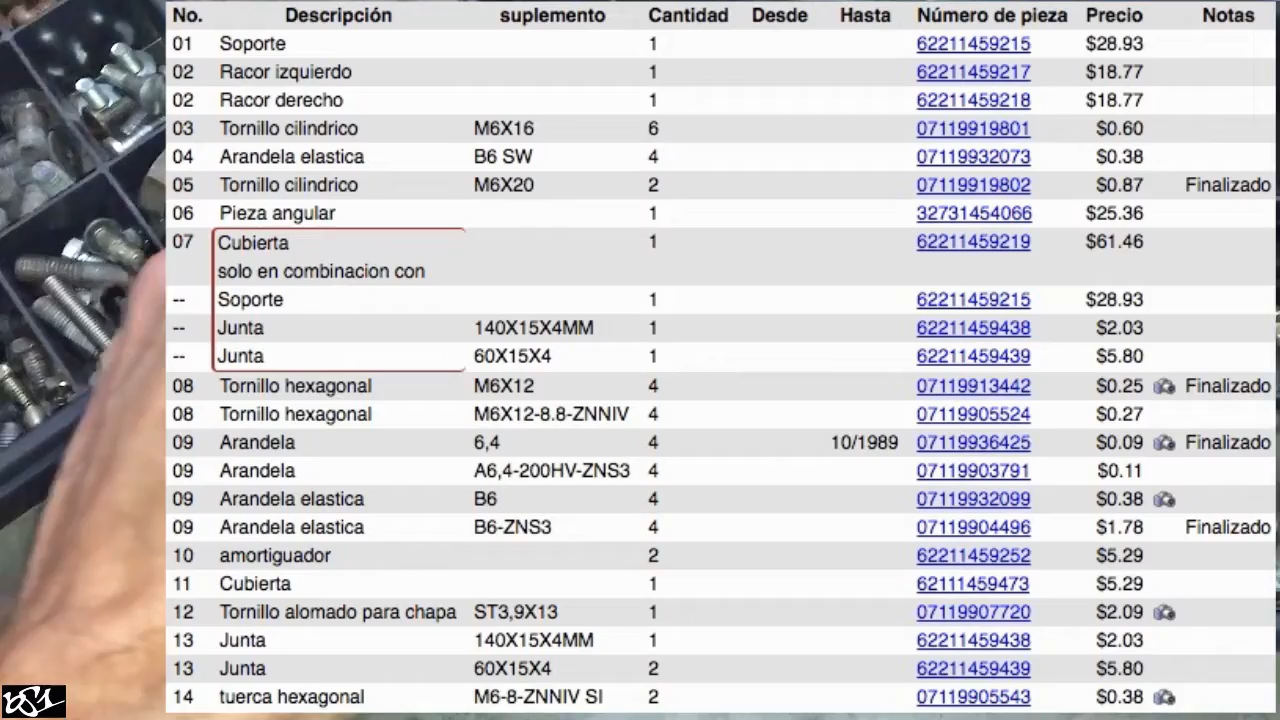 No. Descripción suplemento Cantidad Desde Hasta Número de pieza Precio Notas
01 Soporte 1 62211459215 $28.93
02 Racor izquierdo 1 62211459217 $18.77
02 Racor derecho 1 62211459218 $18.77
03 Tornillo cilindrico M6X16 6 07119919801 $0.60
04 Arandela elastica B6 SW 4 07119932073 $0.38
05 Tornillo cilindrico M6X20 2 07119919802 $0.87 Finalizado
06 Pieza angular 1 32731454066 $25.36
07 Cubierta 1 62211459219 $61.46
solo en combinacion con
-- Soporte 1 62211459215 $28.93
-- Junta 140X15X4MM 1 62211459438 $2.03
-- Junta 60X15X4 1 62211459439 $5.80
08 Tornillo hexagonal M6X12 4 07119913442 $0.25 Finalizado
08 Tornillo hexagonal M6X12-8.8-ZNNIV 4 07119905524 $0.27
09 Arandela 6,4 4 10/1989 07119936425 $0.09 Finalizado
09 Arandela A6,4-200HV-ZNS3 4 07119903791 $0.11
09 Arandela elastica B6 4 07119932099 $0.38
09 Arandela elastica B6-ZNS3 4 07119904496 $1.78 Finalizado
10 amortiguador 2 62211459252 $5.29
11 Cubierta 1 62111459473 $5.29
12 Tornillo alomado para chapa ST3,9X13 1 07119907720 $2.09
13 Junta 140X15X4MM 1 62211459438 $2.03
13 Junta 60X15X4 2 62211459439 $5.80
14 tuerca hexagonal M6-8-ZNNIV SI 2 07119905543 $0.38